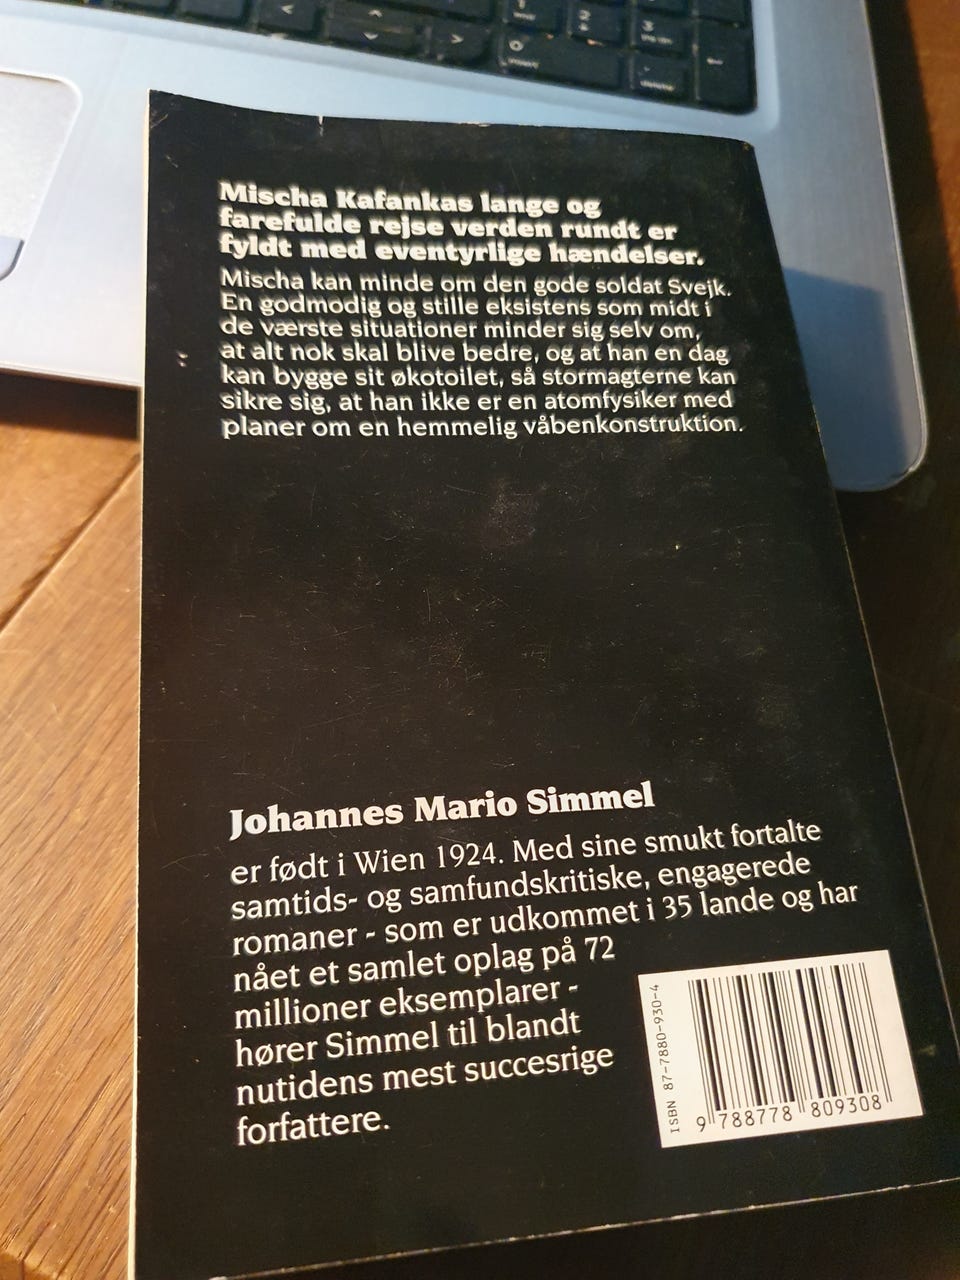 1
2
3
0
insert
delete
Mischa Kafankas lange og
farefulde rejse verden rundt er
fyldt med eventyrlige hændelser.
Mischa kan minde om den gode soldat Svejk.
En godmodig og stille eksistens som midt i
de værste situationer minder sig selv om,
at alt nok skal blive bedre, og at han en dag
kan bygge sit økotoilet, så stormagterne kan
sikre sig, at han ikke er en atomfysiker med
planer om en hemmelig våbenkonstruktion.
Johannes Mario Simmel
er født i Wien 1924. Med sine smukt fortalte
samtids- og samfundskritiske, engagerede
romaner - som er udkommet i 35 lande og har
nået et samlet oplag på 72
millioner eksemplarer -
hører Simmel til blandt
nutidens mest succesrige
forfattere.
ISBN 87-7880-930-4
9 788778 809308